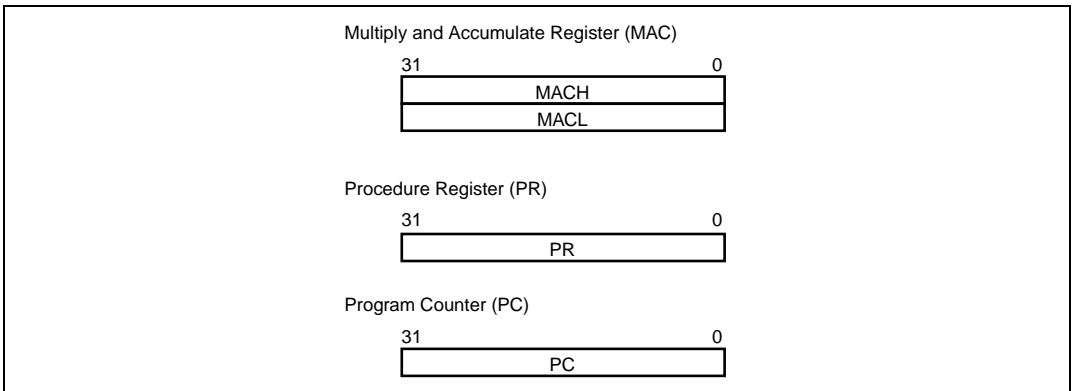 Multiply and Accumulate Register (MAC)
31 0
MACH
MACL
Procedure Register (PR)
31 0
PR
Program Counter (PC)
31 0
PC